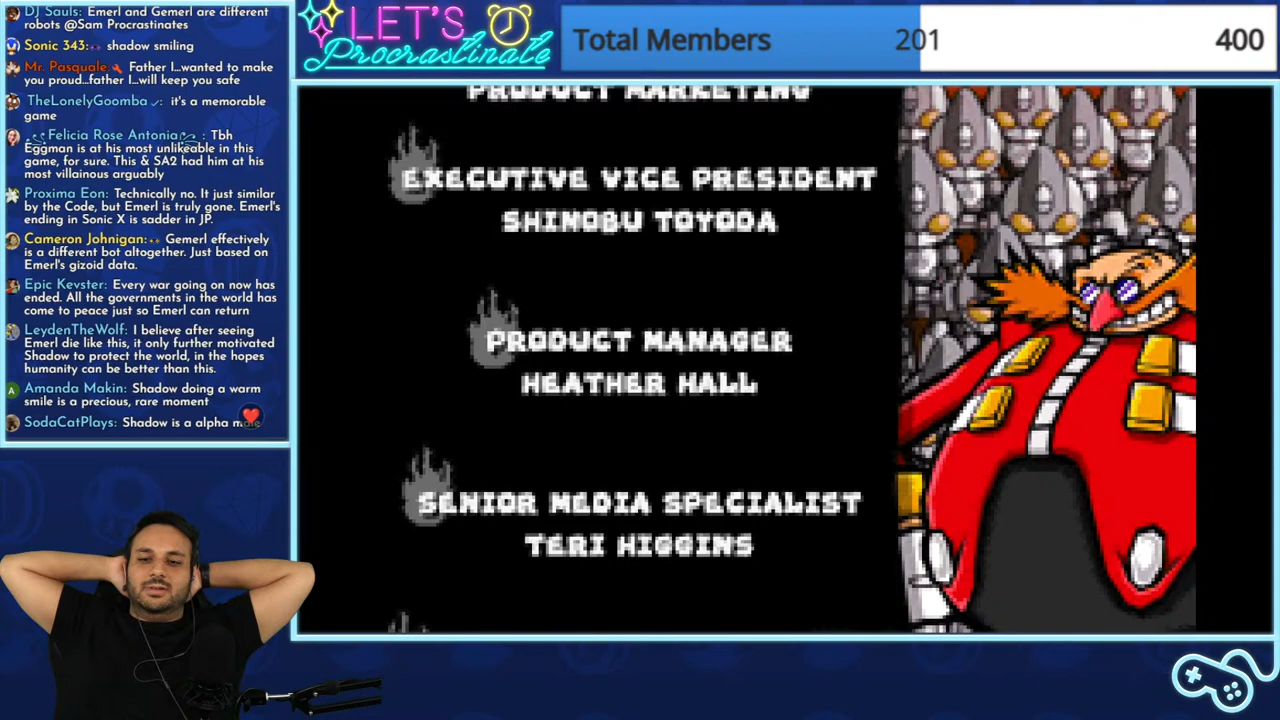 DJ Sauls: Emerl and Gemerl are different
robots @Sam Procrastinates
Sonic 343: shadow smiling
Mr. Pasquale: Father I...wanted to make
you proud...father I...will keep you safe
TheLonelyGoomba: it's a memorable
game
Felicia Rose Antonia: Tbh
Eggman is at his most unlikeable in this
game, for sure. This & SA2 had him at his
most villainous arguably
Proxima Eon: Technically no. It just similar
by the Code, but Emerl is truly gone. Emerl's
ending in Sonic X is sadder in JP.
Cameron Johnigan: Gemerl effectively
is a different bot altogether. Just based on
Emerl's gizoid data.
Epic Kevster: Every war going on now has
ended. All the governments in the world has
come to peace just so Emerl can return
LeydenTheWolf: I believe after seeing
Emerl die like this, it only further motivated
Shadow to protect the world, in the hopes
humanity can be better than this.
Amanda Makin: Shadow doing a warm
smile is a precious, rare moment
SodaCatPlays: Shadow is a alpha male
LET'S
Procrastinate
Total Members 201 400
PRODUCT MARKETING
EXECUTIVE VICE PRESIDENT
SHINOBU TOYODA
PRODUCT MANAGER
HEATHER HALL
SENIOR MEDIA SPECIALIST
TERI HIGGINS